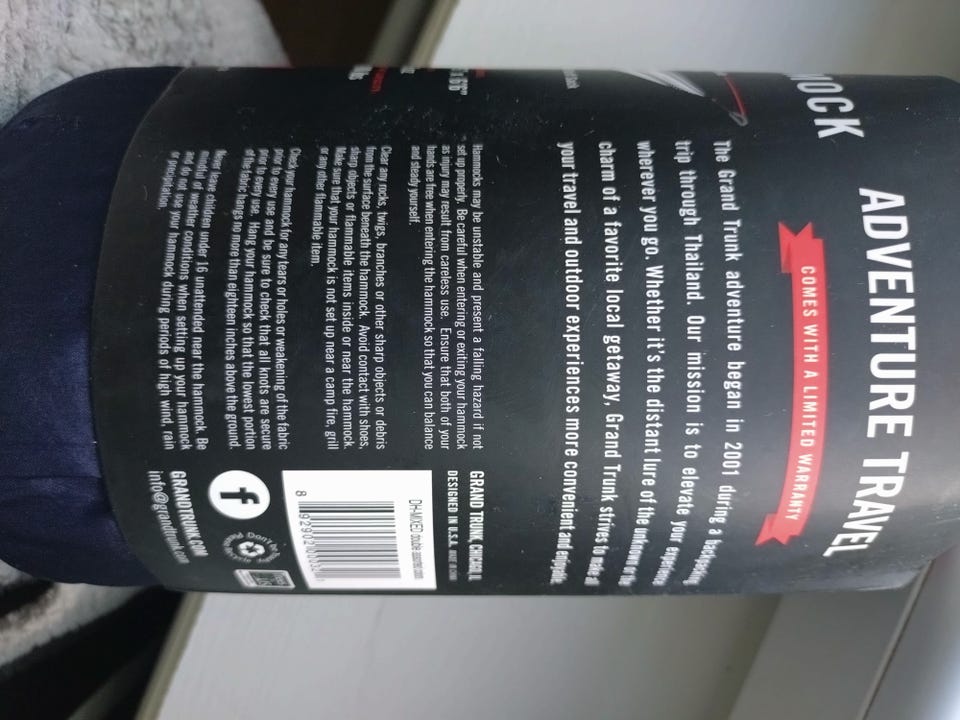 ADVENTURE TRAVEL
COMES WITH A LIMITED WARRANTY
The Grand Trunk adventure began in 2001 during a backpacking
trip through Thailand. Our mission is to elevate your experience
wherever you go. Whether it's the distant lure of the unknown or the
charm of a favorite local getaway, Grand Trunk strives to make all
your travel and outdoor experiences more convenient and enjoyable.
Hammocks may be unstable and present a falling hazard if not
set up properly. Be careful when entering or exiting your hammock
as injury may result from careless use. Ensure that both of your
hands are free when entering the hammock so that you can balance
and steady yourself.
Clear any rocks, twigs, branches or other sharp objects or debris
from the surface beneath the hammock. Avoid contact with shoes,
sharp objects or flammable items inside or near the hammock.
Make sure that your hammock is not set up near a camp fire, grill
or any other flammable item.
Check your hammock for any tears or holes or weakening of the fabric
prior to every use and be sure to check that all knots are secure
prior to every use. Hang your hammock so that the lowest portion
of the fabric hangs no more than eighteen inches above the ground.
Never leave children under 16 unattended near the hammock. Be
mindful of weather conditions when setting up your hammock
and do not use your hammock during periods of high wind, rain
or precipitation.
GRAND TRUNK, CHICAGO, IL
DESIGNED IN U.S.A.
GRANDTRUNK.COM
info@grandtrunk.com